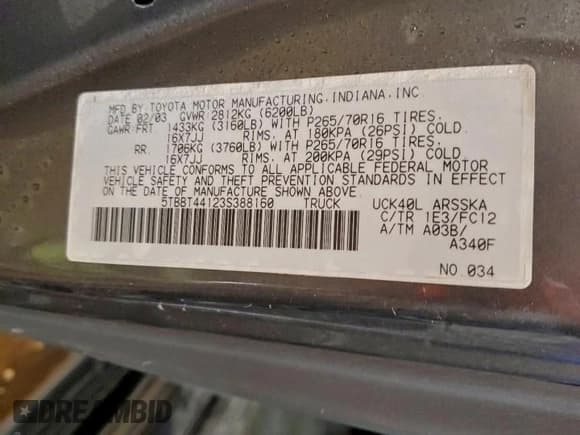 MFD BY TOYOTA MOTOR MANUFACTURING, INDIANA, INC
DATE 02/03 GVWR 2812KG (6200LB)
GAWR:FRT 1433KG (3160LB) WITH P265/70R16 TIRES,
16X7JJ RIMS, AT 180KPA (26PSI) COLD
RR. 1706KG (3760LB) WITH P265/70R16 TIRES,
16X7JJ RIMS, AT 200KPA (29PSI) COLD.
THIS VEHICLE CONFORMS TO ALL APPLICABLE FEDERAL MOTOR
VEHICLE SAFETY AND THEFT PREVENTION STANDARDS IN EFFECT
ON THE DATE OF MANUFACTURE SHOWN ABOVE.
5TBBT44123S388160 TRUCK UCK40L ARSSKA
C/TR 1E3/FC12
A/TM A03B/
A340F
NO 034
DREAMBID